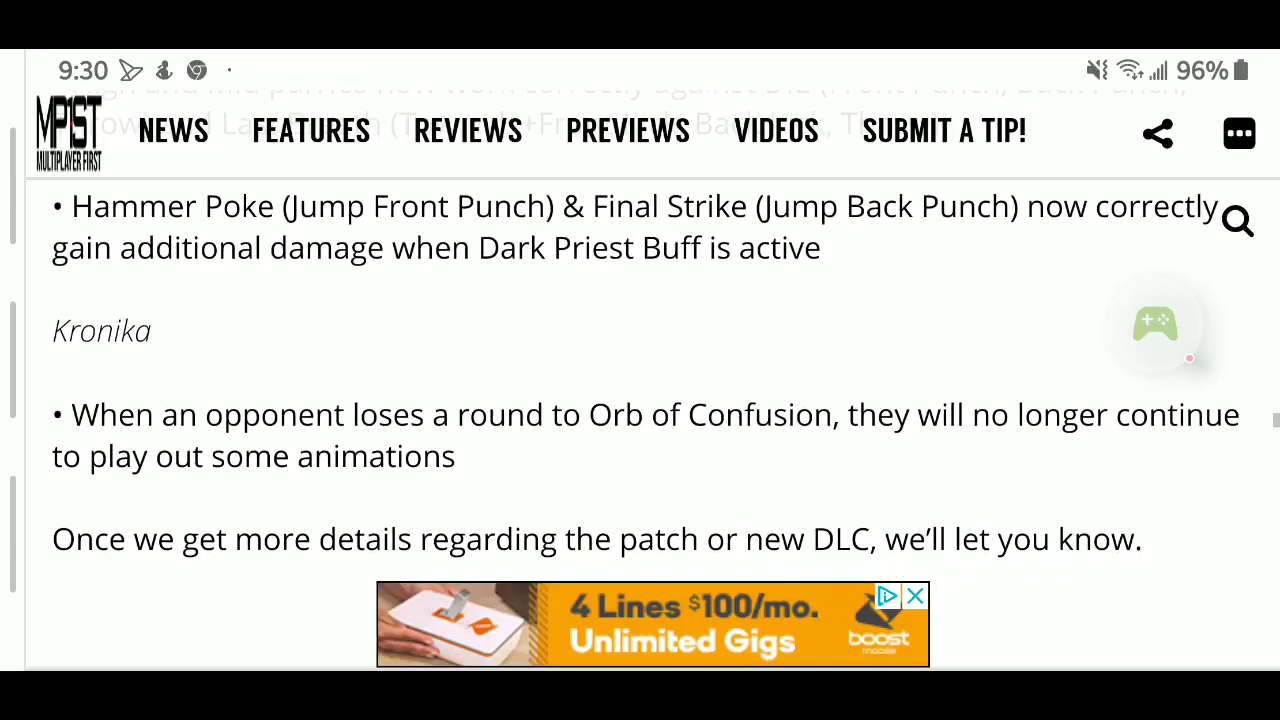 9:30
96%
MP1ST
MULTIPLAYER FIRST
NEWS FEATURES REVIEWS PREVIEWS VIDEOS SUBMIT A TIP!
• Hammer Poke (Jump Front Punch) & Final Strike (Jump Back Punch) now correctly
gain additional damage when Dark Priest Buff is active
Kronika
• When an opponent loses a round to Orb of Confusion, they will no longer continue
to play out some animations
Once we get more details regarding the patch or new DLC, we'll let you know.
4 Lines $100/mo.
Unlimited Gigs
boost
mobile